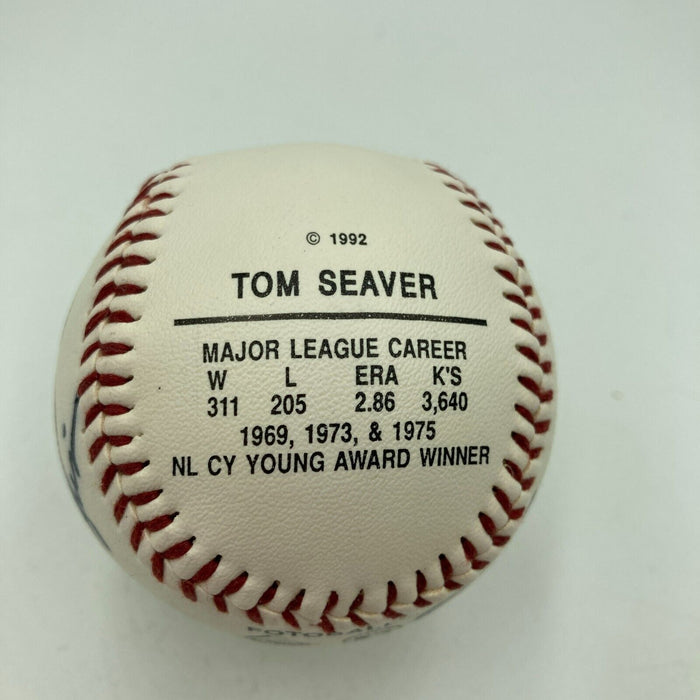 © 1992
TOM SEAVER
MAJOR LEAGUE CAREER
W L ERA K'S
311 205 2.86 3,640
1969, 1973, & 1975
NL CY YOUNG AWARD WINNER